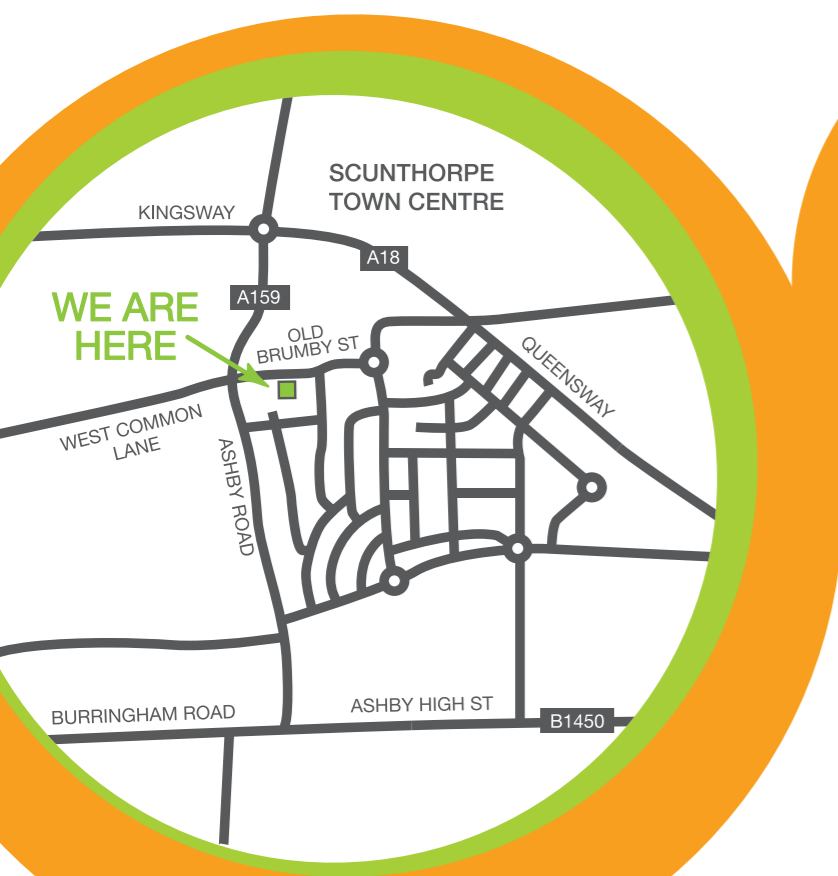 SCUNTHORPE
TOWN CENTRE
KINGSWAY
A18
A159
WE ARE
HERE
OLD
BRUMBY ST
QUEENSWAY
WEST COMMON
LANE
ASHBY ROAD
ASHBY HIGH ST
BURRINGHAM ROAD
B1450